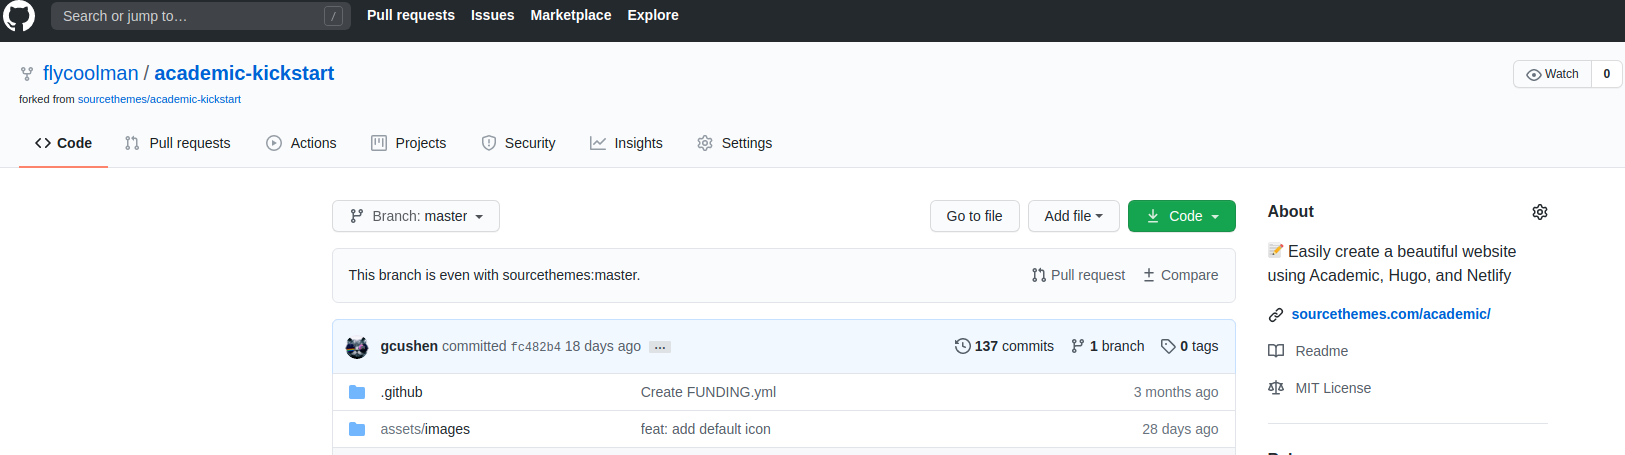 Search or jump to... / Pull requests Issues Marketplace Explore
flycoolman / academic-kickstart
Watch 0
forked from sourcethemes/academic-kickstart
Code Pull requests Actions Projects Security Insights Settings
Branch: master Go to file Add file Code
About
Easily create a beautiful website
using Academic, Hugo, and Netlify
This branch is even with sourcethemes:master. Pull request Compare
sourcethemes.com/academic/
gcushen committed fc482b4 18 days ago ... 137 commits 1 branch 0 tags
Readme
.github Create FUNDING.yml 3 months ago
MIT License
assets/images feat: add default icon 28 days ago